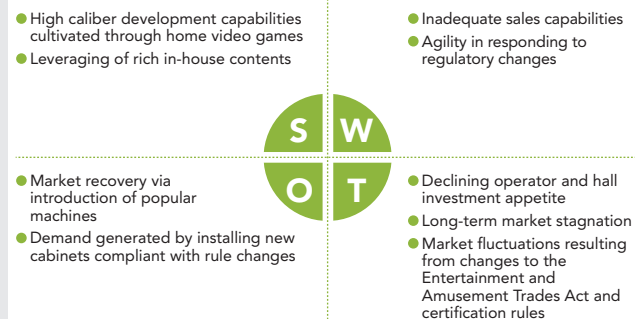 ● High caliber development capabilities
cultivated through home video games
● Leveraging of rich in-house contents
● Inadequate sales capabilities
● Agility in responding to
regulatory changes
S W
O T
● Market recovery via
introduction of popular
machines
● Demand generated by installing new
cabinets compliant with rule changes
● Declining operator and hall
investment appetite
● Long-term market stagnation
● Market fluctuations resulting
from changes to the
Entertainment and
Amusement Trades Act and
certification rules